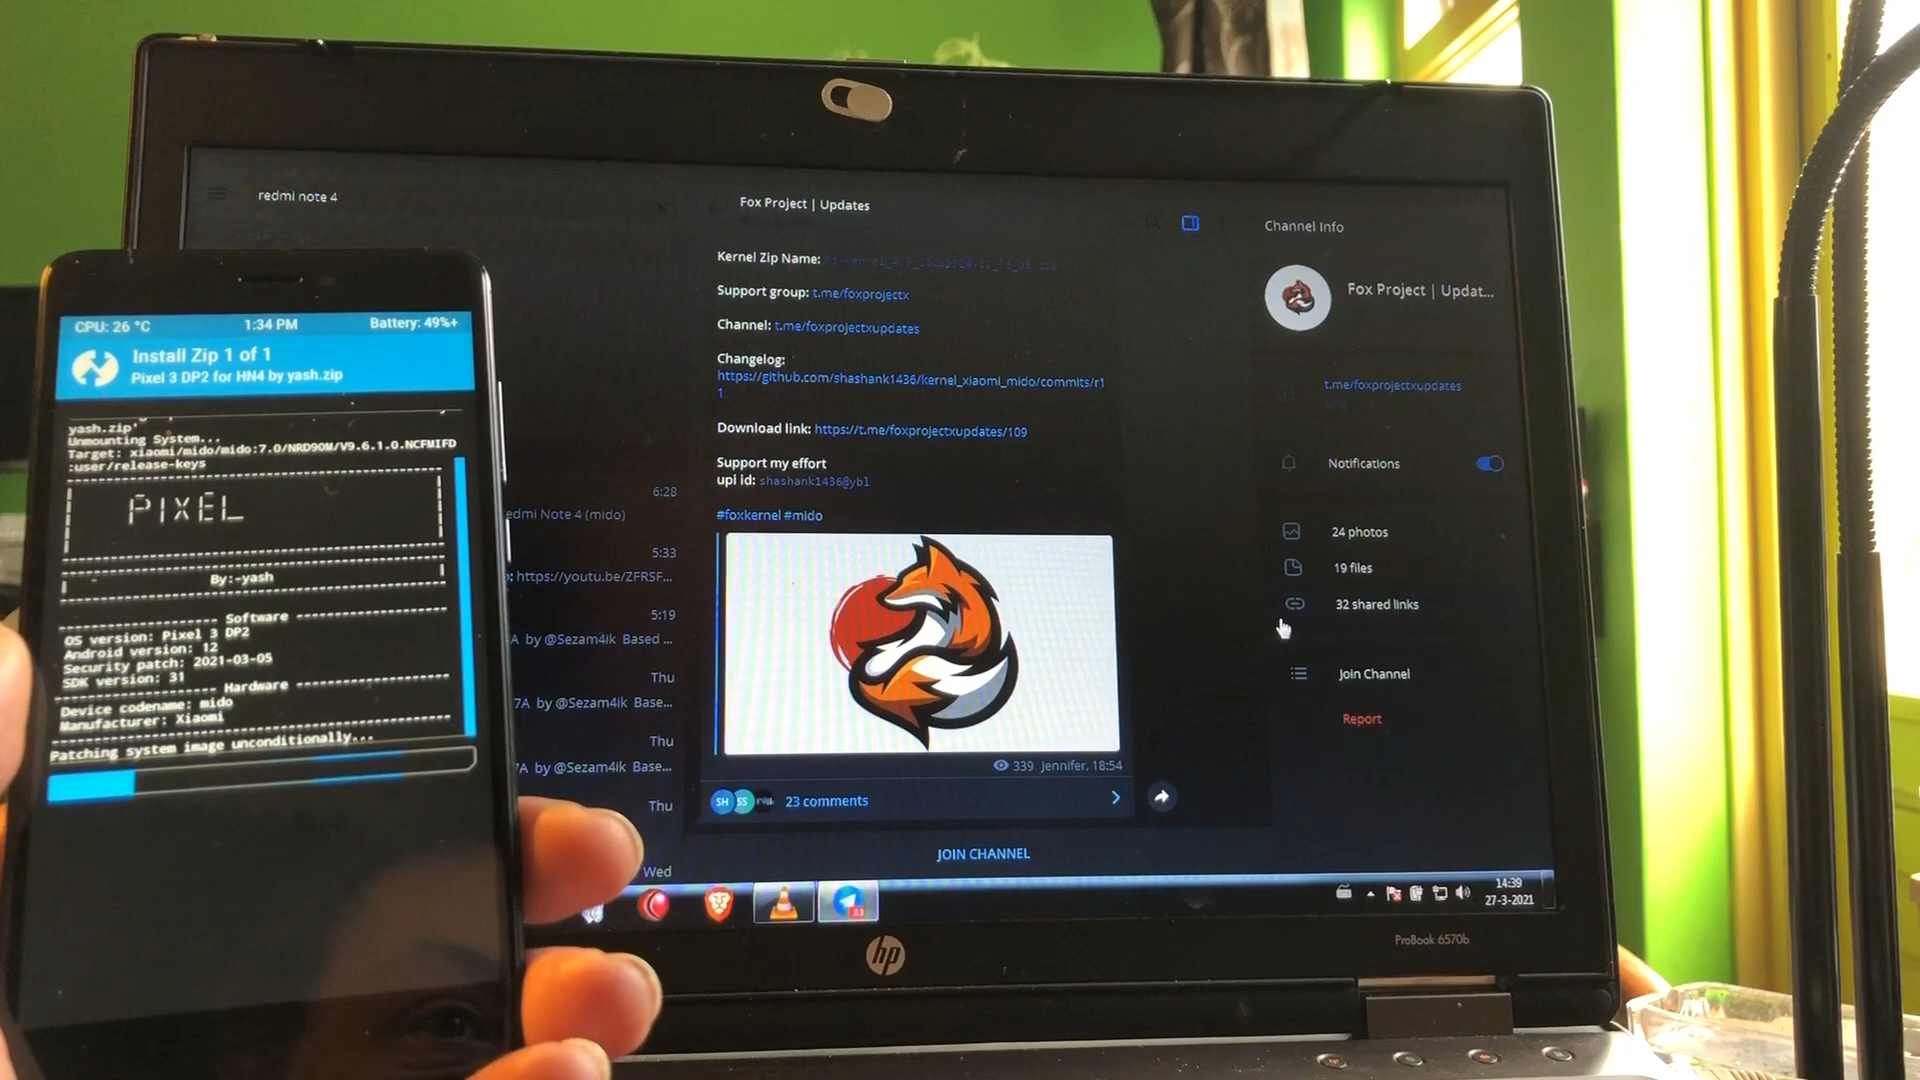 CPU: 26 °C 1:34 PM Battery: 49%+
Install Zip 1 of 1
Pixel 3 DP2 for HN4 by yash.zip
yash.zip'
Unmounting System...
Target: xiaomi/mido/mido:7.0/NRD90M/V9.6.1.0.NCFMIFD
:user/release-keys
PIXEL
By:-yash
Software
OS version: Pixel 3 DP2
Android version: 12
Security patch: 2021-03-05
SDK version: 31
Hardware
Device codename: mido
Manufacturer: Xiaomi
Patching system image unconditionally...
redmi note 4
6:28
edmi Note 4 (mido)
5:33
https://youtu.be/ZFRSF...
5:19
A by @Sezam4ik Based ...
Thu
7A by @Sezam4ik Base...
Thu
7A by @Sezam4ik Base...
Thu
Wed
Fox Project | Updates
Kernel Zip Name:
Support group: t.me/foxprojectx
Channel: t.me/foxprojectxupdates
Changelog:
https://github.com/shashank1436/kernel_xiaomi_mido/commits/r1
1
Download link: https://t.me/foxprojectxupdates/109
Support my effort
upi id: shashank1436@ybl
#foxkernel #mido
339 Jennifer, 18:54
SH SS 23 comments
JOIN CHANNEL
Channel Info
Fox Project | Updat...
t.me/foxprojectxupdates
Notifications
24 photos
19 files
32 shared links
Join Channel
Report
14:39
27-3-2021
hp
ProBook 6570b